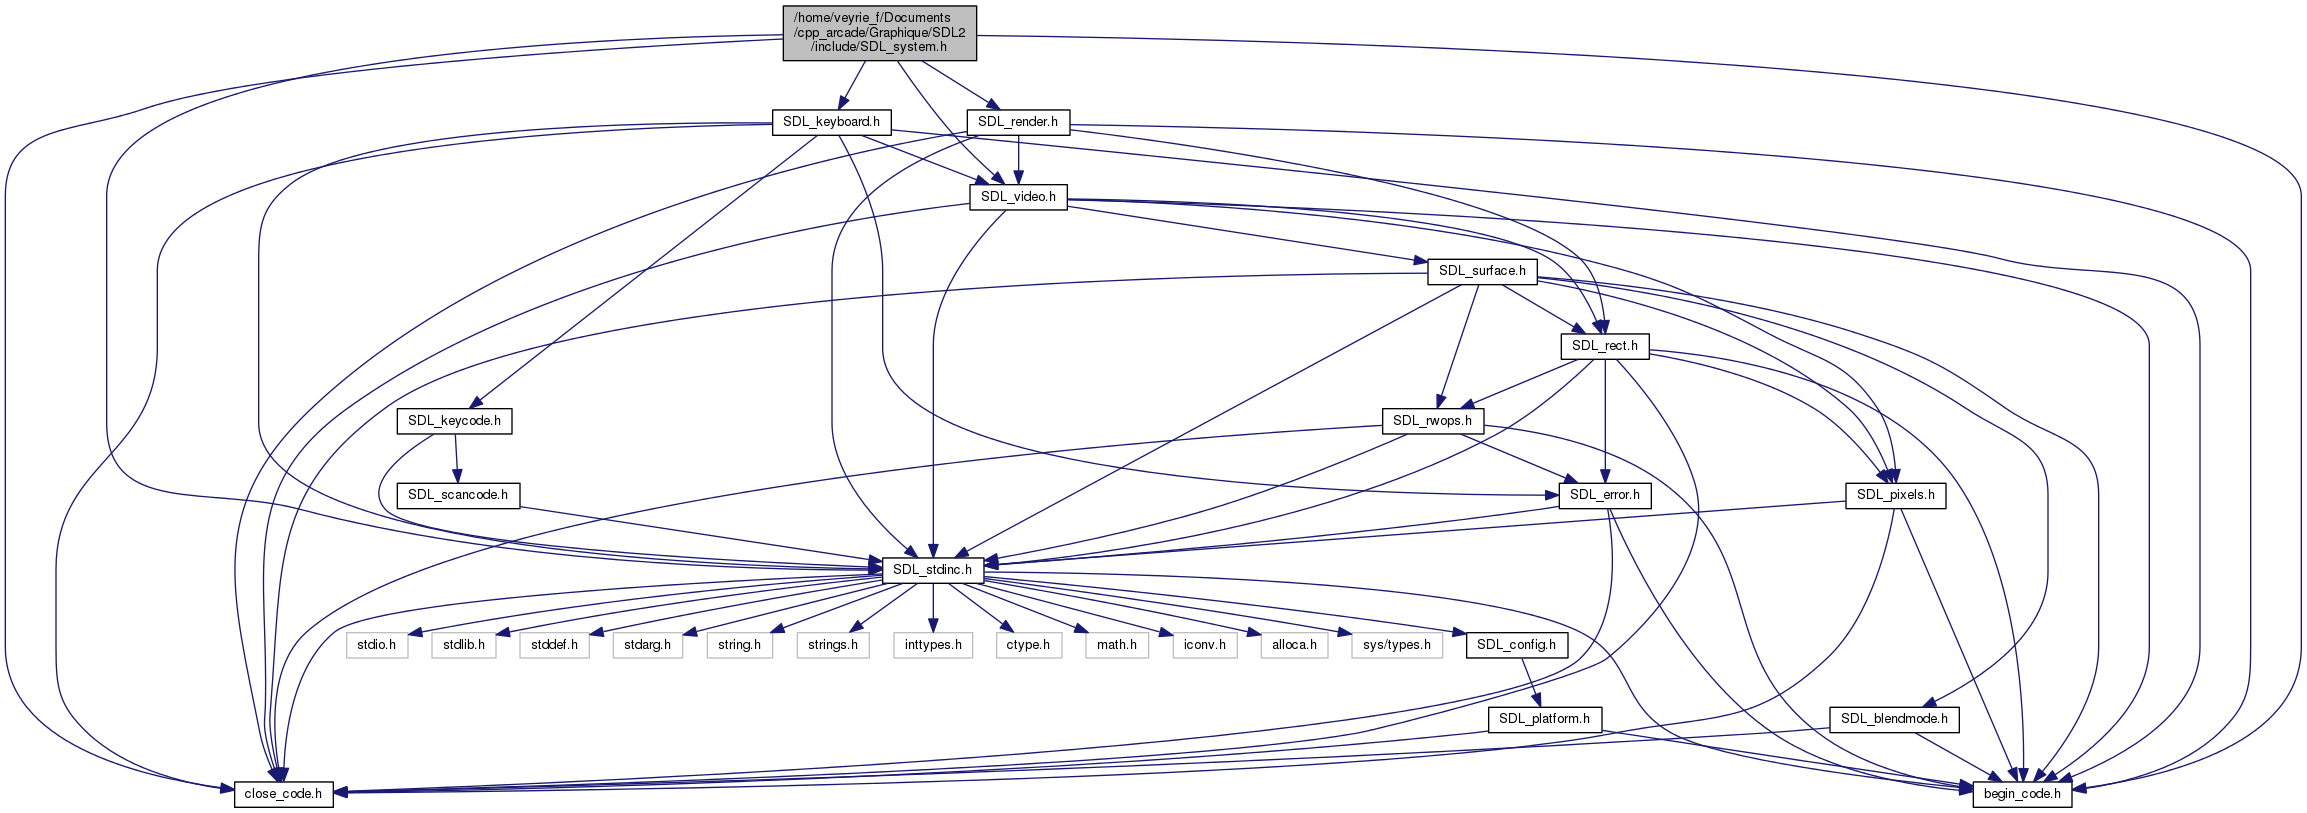 /home/veyrie_f/Documents
/cpp_arcade/Graphique/SDL2
/include/SDL_system.h
SDL_keyboard.h
SDL_render.h
SDL_video.h
SDL_surface.h
SDL_rect.h
SDL_keycode.h
SDL_rwops.h
SDL_scancode.h
SDL_error.h
SDL_pixels.h
SDL_stdinc.h
stdio.h
stdlib.h
stddef.h
stdarg.h
string.h
strings.h
inttypes.h
ctype.h
math.h
iconv.h
alloca.h
sys/types.h
SDL_config.h
SDL_platform.h
SDL_blendmode.h
close_code.h
begin_code.h